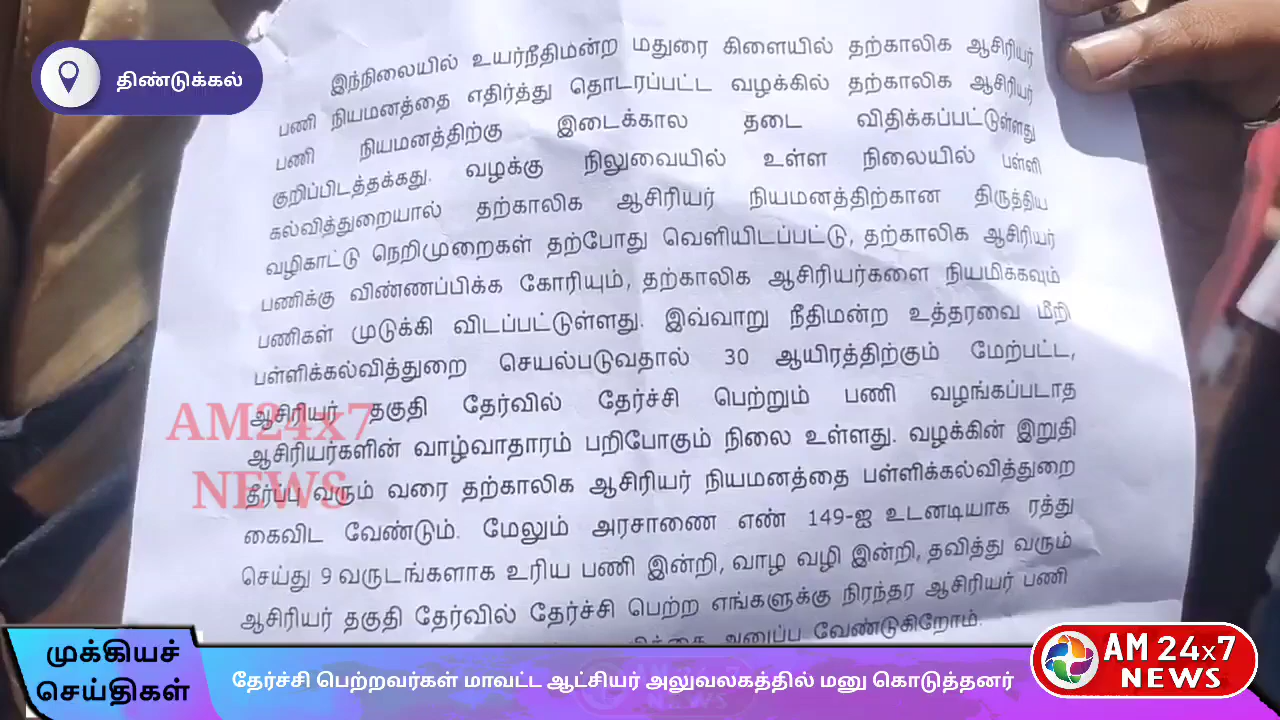 திண்டுக்கல்
இந்நிலையில் உயர்நீதிமன்ற மதுரை கிளையில் தற்காலிக ஆசிரியர்
பணி நியமனத்தை எதிர்த்து தொடரப்பட்ட வழக்கில் தற்காலிக ஆசிரியர்
பணி நியமனத்திற்கு இடைக்கால தடை விதிக்கப்பட்டுள்ளது
குறிப்பிடத்தக்கது. வழக்கு நிலுவையில் உள்ள நிலையில் பள்ளி
கல்வித்துறையால் தற்காலிக ஆசிரியர் நியமனத்திற்கான திருத்திய
வழிகாட்டு நெறிமுறைகள் தற்போது வெளியிடப்பட்டு, தற்காலிக ஆசிரியர்
பணிக்கு விண்ணப்பிக்க கோரியும், தற்காலிக ஆசிரியர்களை நியமிக்கவும்
பணிகள் முடுக்கி விடப்பட்டுள்ளது. இவ்வாறு நீதிமன்ற உத்தரவை மீறி
பள்ளிக்கல்வித்துறை செயல்படுவதால் 30 ஆயிரத்திற்கும் மேற்பட்ட,
ஆசிரியர் தகுதி தேர்வில் தேர்ச்சி பெற்றும் பணி வழங்கப்படாத
ஆசிரியர்களின் வாழ்வாதாரம் பறிபோகும் நிலை உள்ளது. வழக்கின் இறுதி
தீர்ப்பு வரும் வரை தற்காலிக ஆசிரியர் நியமனத்தை பள்ளிக்கல்வித்துறை
கைவிட வேண்டும். மேலும் அரசாணை எண் 149-ஐ உடனடியாக ரத்து
செய்து 9 வருடங்களாக உரிய பணி இன்றி, வாழ வழி இன்றி, தவித்து வரும்
ஆசிரியர் தகுதி தேர்வில் தேர்ச்சி பெற்ற எங்களுக்கு நிரந்தர ஆசிரியர் பணி
அனுப்ப வேண்டுகிறோம்.
AM24x7
NEWS
முக்கியச்
செய்திகள்
தேர்ச்சி பெற்றவர்கள் மாவட்ட ஆட்சியர் அலுவலகத்தில் மனு கொடுத்தனர்
AM 24x7
NEWS